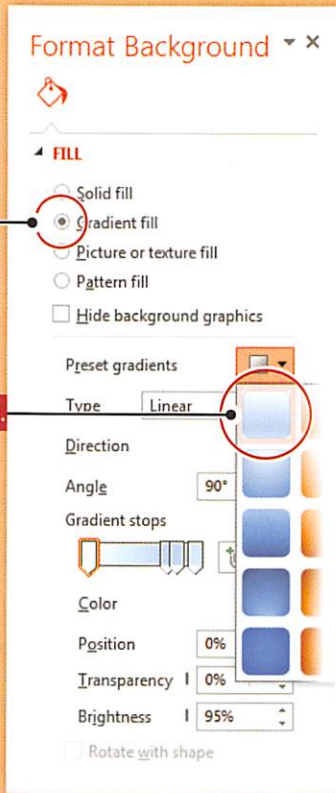 Format Background
FILL
Solid fill
Gradient fill
Picture or texture fill
Pattern fill
Hide background graphics
Preset gradients
Type Linear
Direction
Angle 90°
Gradient stops
Color
Position 0%
Transparency 0%
Brightness 95%
Rotate with shape